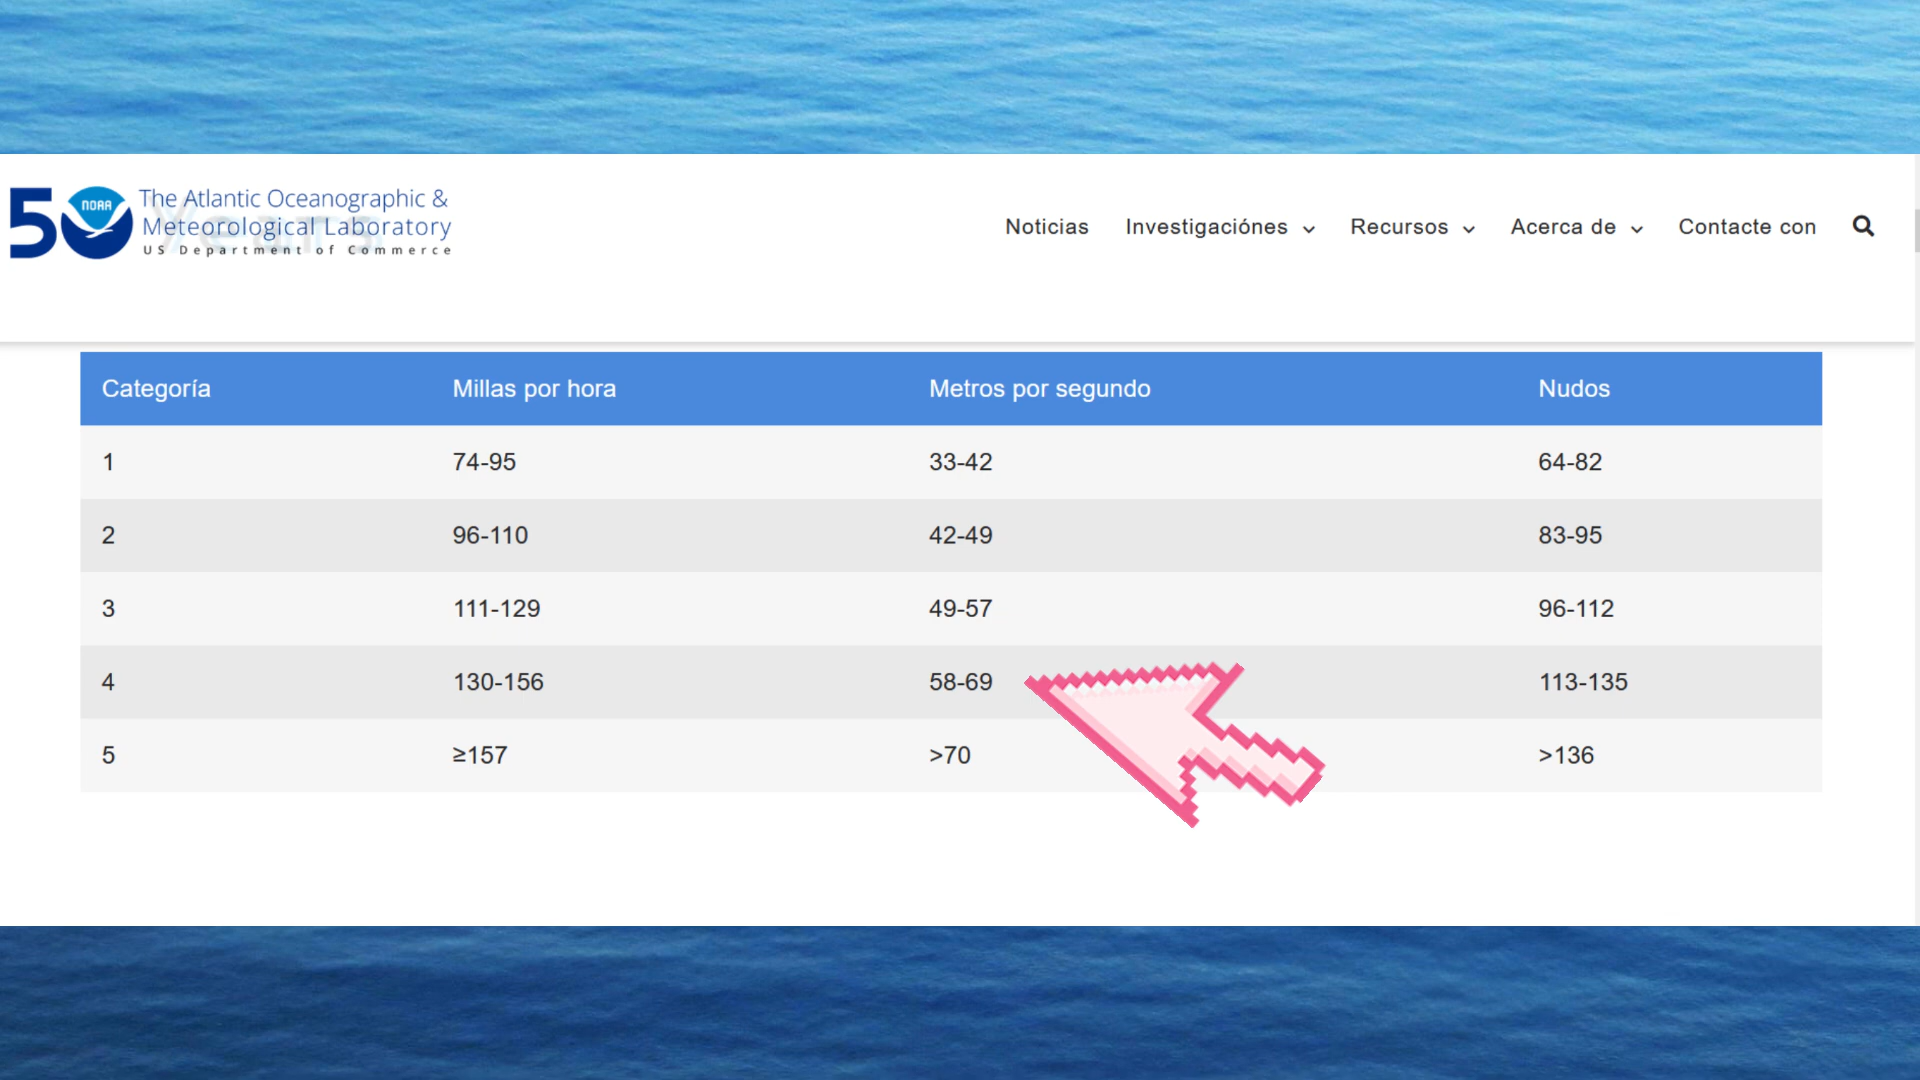 50 NOAA The Atlantic Oceanographic &
Years Meteorological Laboratory
US Department of Commerce
Noticias Investigaciónes Recursos Acerca de Contacte con
Categoría Millas por hora Metros por segundo Nudos
1 74-95 33-42 64-82
2 96-110 42-49 83-95
3 111-129 49-57 96-112
4 130-156 58-69 113-135
5 ≥157 >70 >136